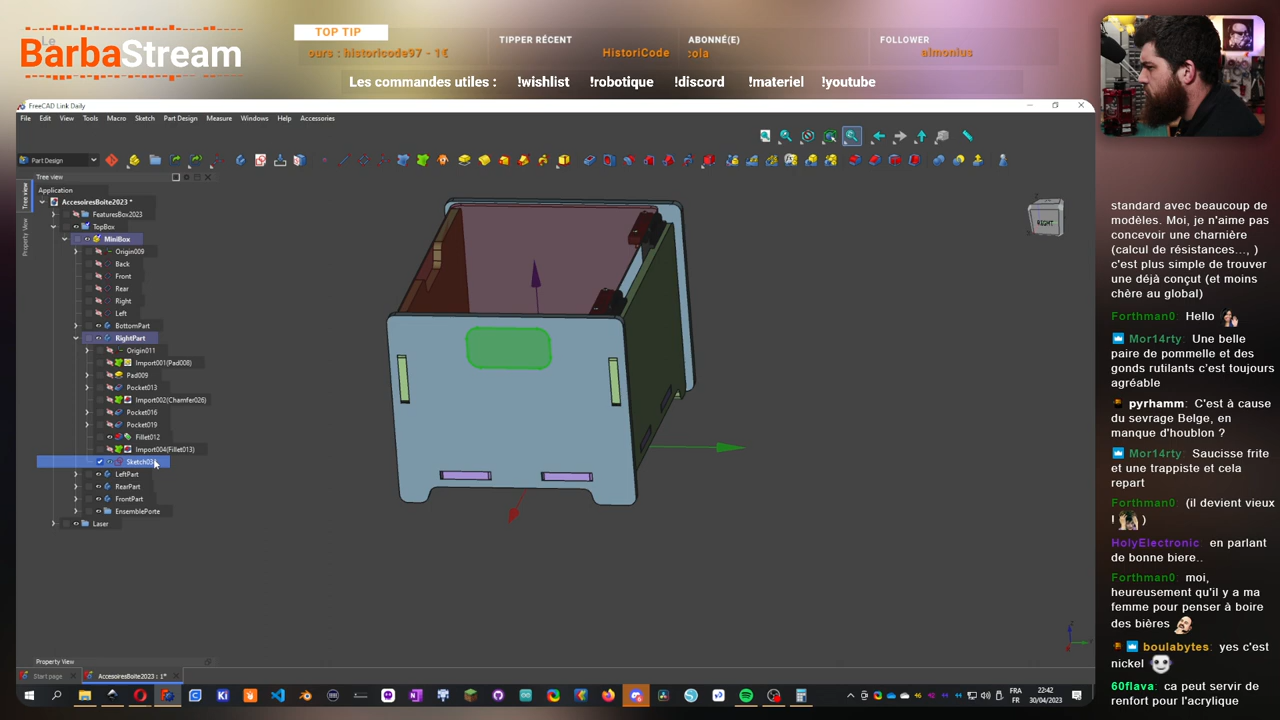 Le
BarbaStream
TOP TIP
ours : historicode97 - 1€
TIPPER RÉCENT
HistoriCode
ABONNÉ(E)
cola
FOLLOWER
almonius
Les commandes utiles : !wishlist !robotique !discord !materiel !youtube
FreeCAD Link Daily
File Edit View Tools Macro Sketch Part Design Measure Windows Help Accessories
Part Design
Tree view
Tree view
Property View
Application
AccesoiresBoite2023 *
FeaturesBox2023
TopBox
MiniBox
Origin009
Back
Front
Rear
Right
Left
BottomPart
RightPart
Origin011
Import001(Pad008)
Pad009
Pocket013
Import002(Chamfer026)
Pocket016
Pocket019
Fillet012
Import004(Fillet013)
LeftPart
RearPart
FrontPart
EnsemblePorte
Laser
RIGHT
Property View
Start page
AccesoiresBoite2023 : 1*
FRA
FR
22:42
30/04/2023
standard avec beaucoup de
modèles. Moi, je n'aime pas
concevoir une charnière
(calcul de résistances..., )
c'est plus simple de trouver
une déjà conçut (et moins
chère au global)
Forthman0 : Hello
Mor14rty : Une belle
paire de pommelle et des
gonds rutilants c'est toujours
agréable
pyrhamm : C'est à cause
du sevrage Belge, en
manque d'houblon ?
Mor14rty : Saucisse frite
et une trappiste et cela
repart
Forthman0 : (il devient vieux
! )
HolyElectronic : en parlant
de bonne biere..
Forthman0 : moi,
heureusement qu'il y a ma
femme pour penser à boire
des bières
boulabytes : yes c'est
nickel
60flava : ca peut servir de
renfort pour l'acrylique